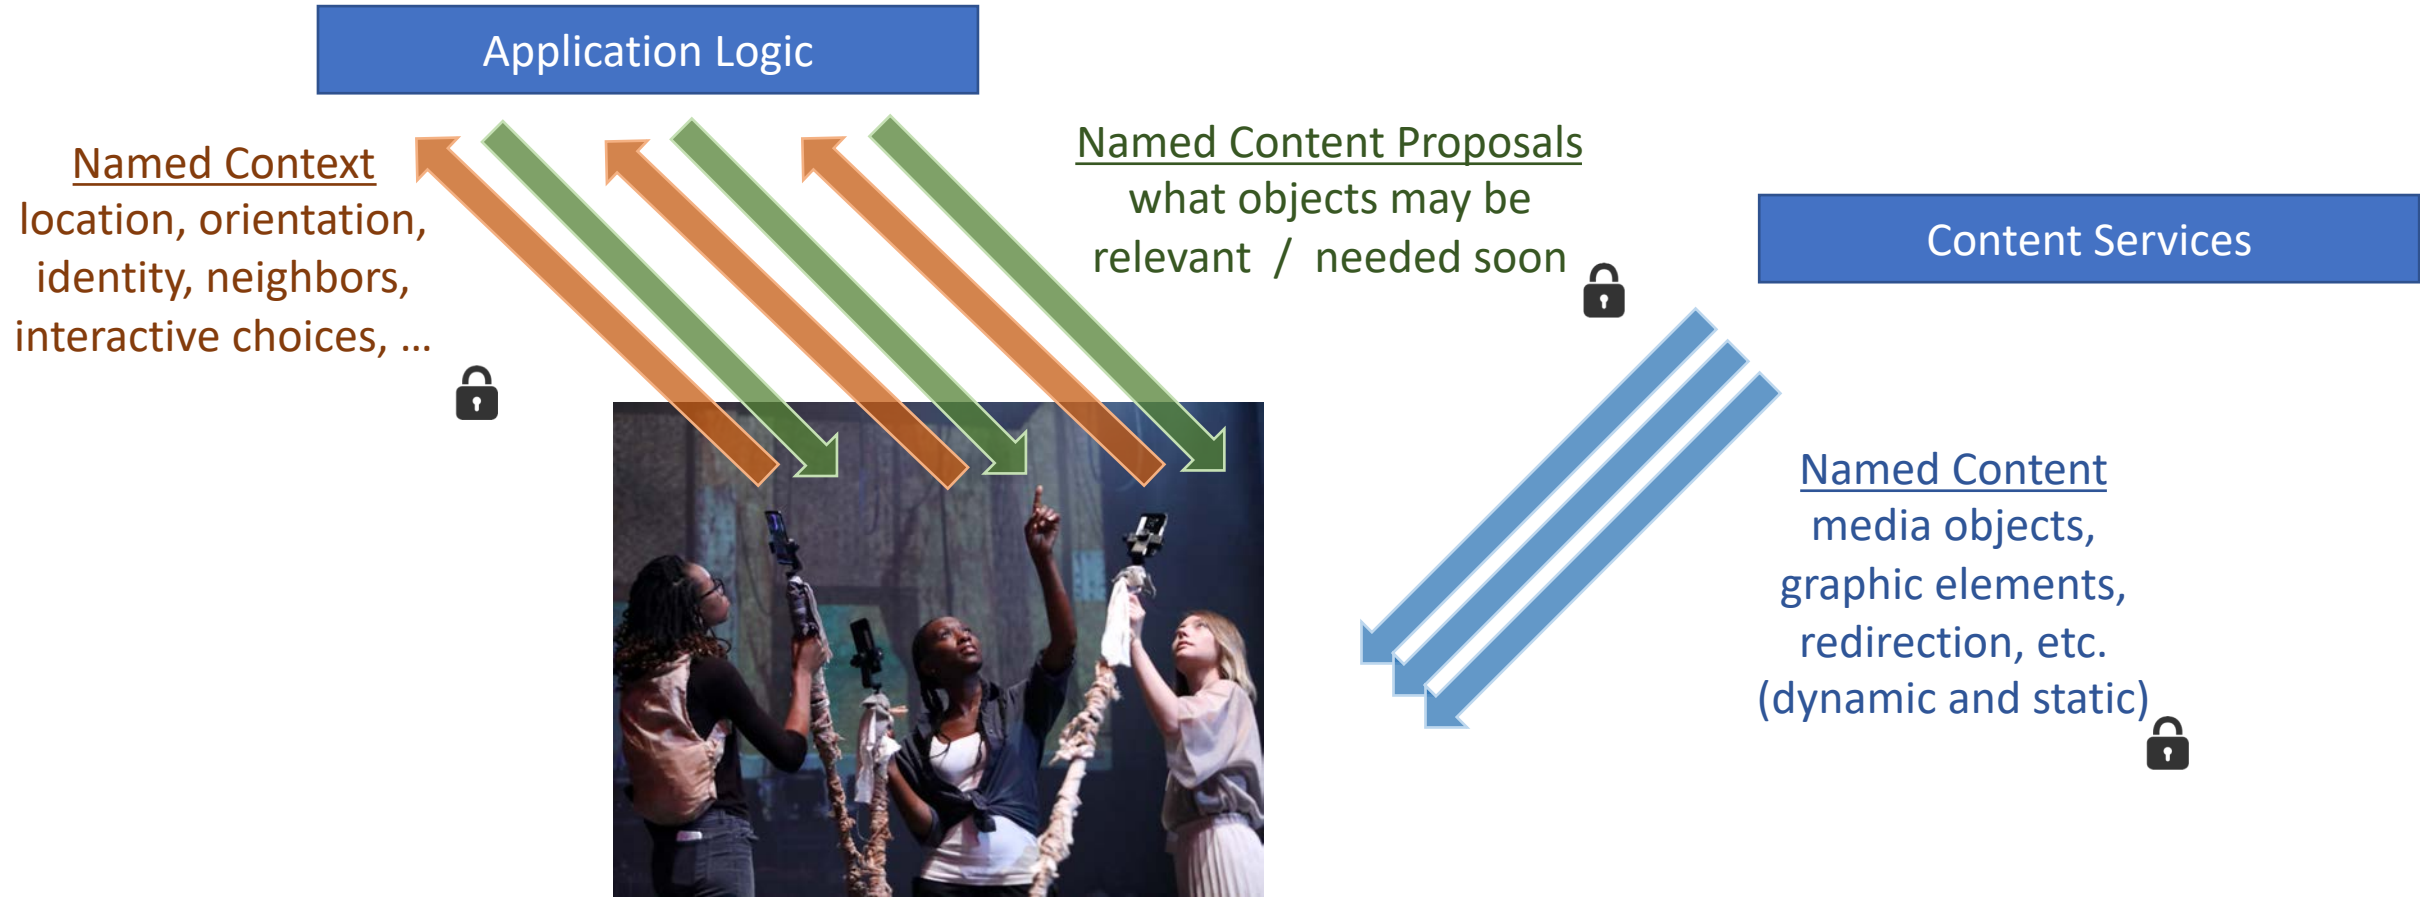 Application Logic
Named Context
location, orientation,
identity, neighbors,
interactive choices, ...
Named Content Proposals
what objects may be
relevant / needed soon
Content Services
Named Content
media objects,
graphic elements,
redirection, etc.
(dynamic and static)